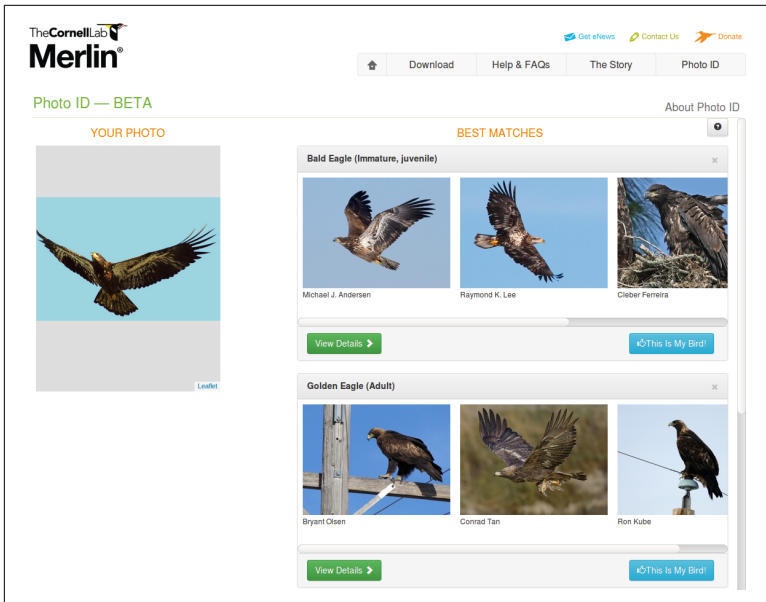 TheCornellLab
Merlin®
Get eNews Contact Us Donate
Download Help & FAQs The Story Photo ID
Photo ID — BETA
About Photo ID
YOUR PHOTO
BEST MATCHES
Bald Eagle (Immature, juvenile)
Michael J. Andersen Raymond K. Lee Cleber Ferreira
View Details This Is My Bird!
Leaflet
Golden Eagle (Adult)
Bryant Olsen Conrad Tan Ron Kube
View Details This Is My Bird!